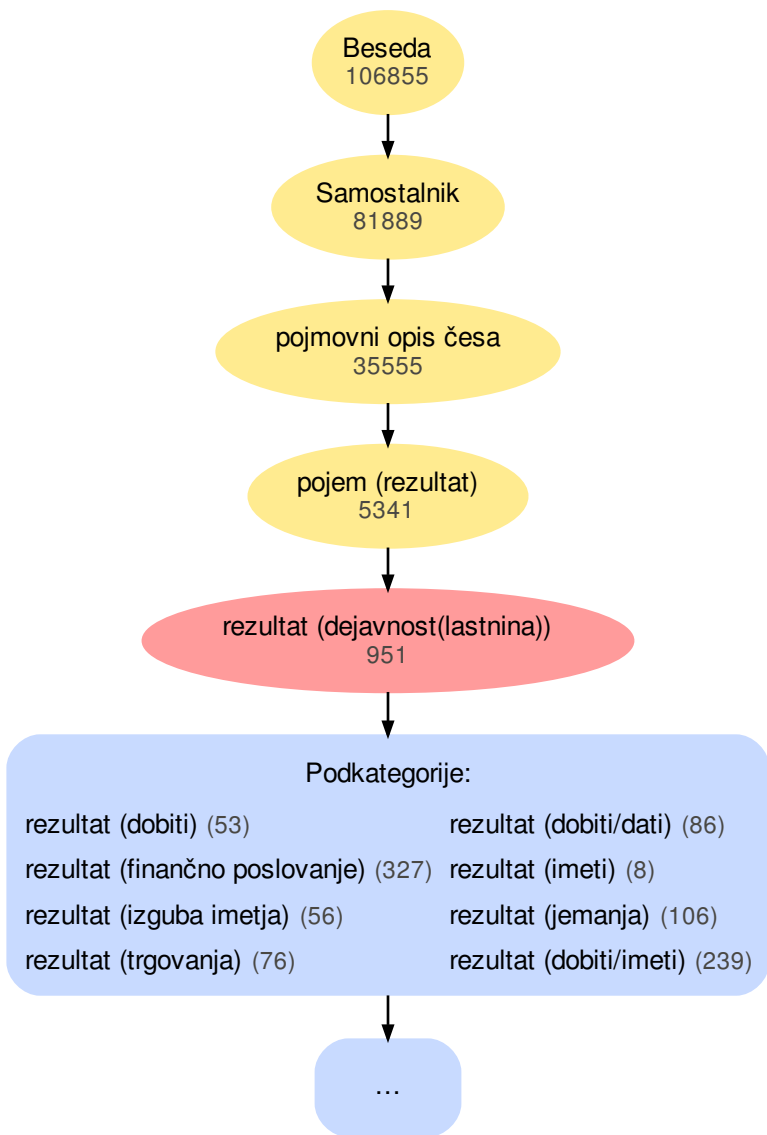 Beseda
106855
Samostalnik
81889
pojmovni opis česa
35555
pojem (rezultat)
5341
rezultat (dejavnost(lastnina))
951
Podkategorije:
rezultat (dobiti) (53) rezultat (dobiti/dati) (86)
rezultat (finančno poslovanje) (327) rezultat (imeti) (8)
rezultat (izguba imetja) (56) rezultat (jemanja) (106)
rezultat (trgovanja) (76) rezultat (dobiti/imeti) (239)
...